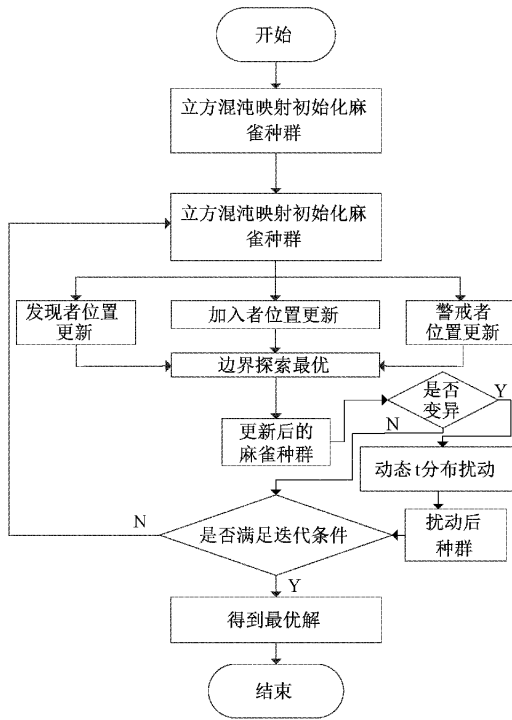 开始
立方混沌映射初始化麻
雀种群
立方混沌映射初始化麻
雀种群
发现者位置
更新
加入者位置更新
警戒者
位置更新
边界探索最优
是否
变异
Y
N
更新后的
麻雀种群
动态t分布扰动
扰动后
种群
是否满足迭代条件
N
Y
得到最优解
结束